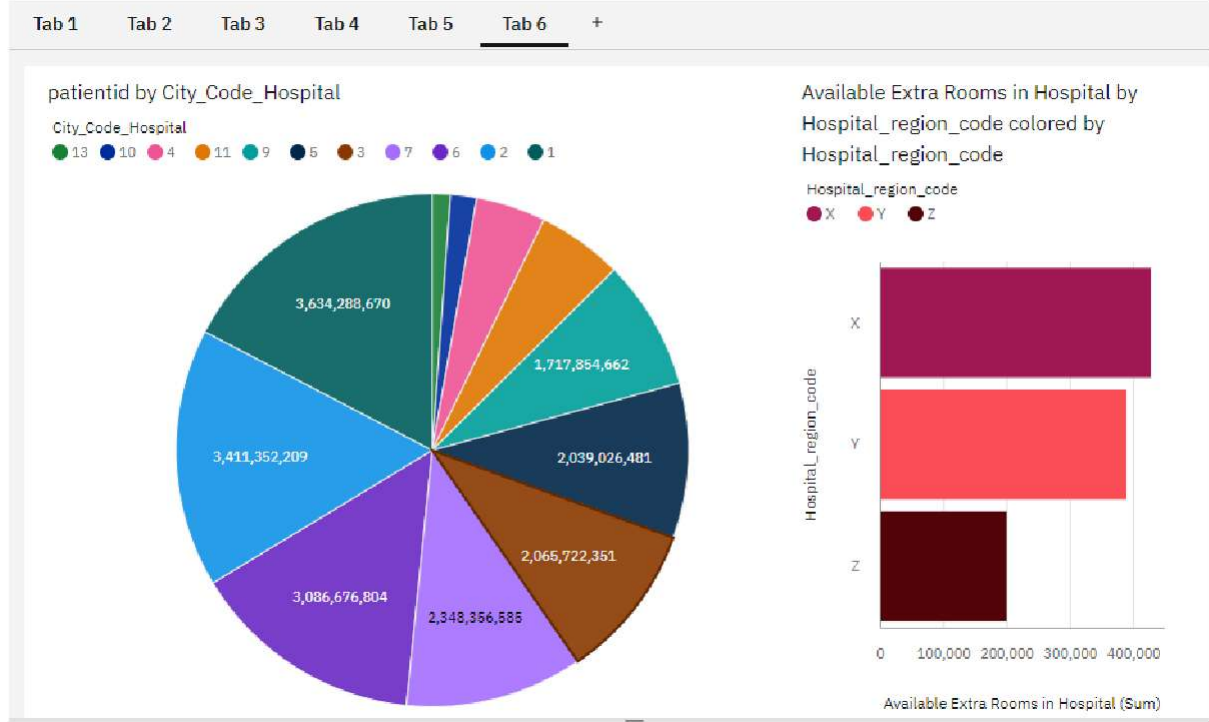 Tab 1 Tab 2 Tab 3 Tab 4 Tab 5 Tab 6 +
patientid by City_Code_Hospital
City_Code_Hospital
13 10 4 11 9 5 3 7 6 2 1
3,634,288,670
1,717,854,662
3,411,352,209
2,039,026,481
2,065,722,351
3,086,676,804
2,348,356,585
Available Extra Rooms in Hospital by
Hospital_region_code colored by
Hospital_region_code
Hospital_region_code
X Y Z
Hospital_region_code
X
Y
Z
0 100,000 200,000 300,000 400,000
Available Extra Rooms in Hospital (Sum)